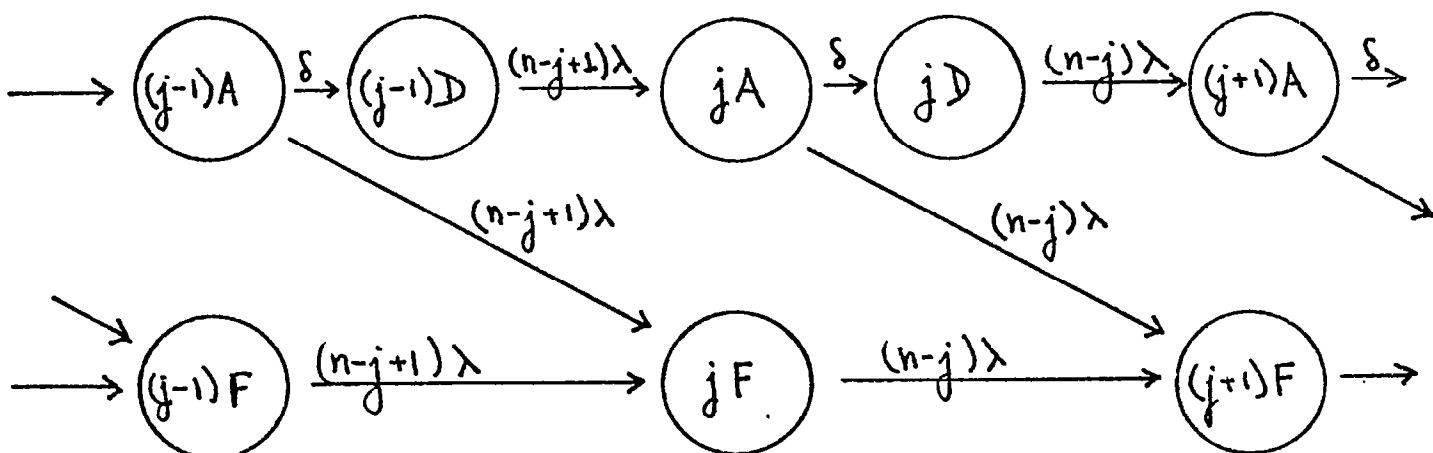 (j-1)A δ (j-1)D (n-j+1)λ jA δ jD (n-j)λ (j+1)A δ
(n-j+1)λ (n-j)λ
(j-1)F (n-j+1)λ jF (n-j)λ (j+1)F